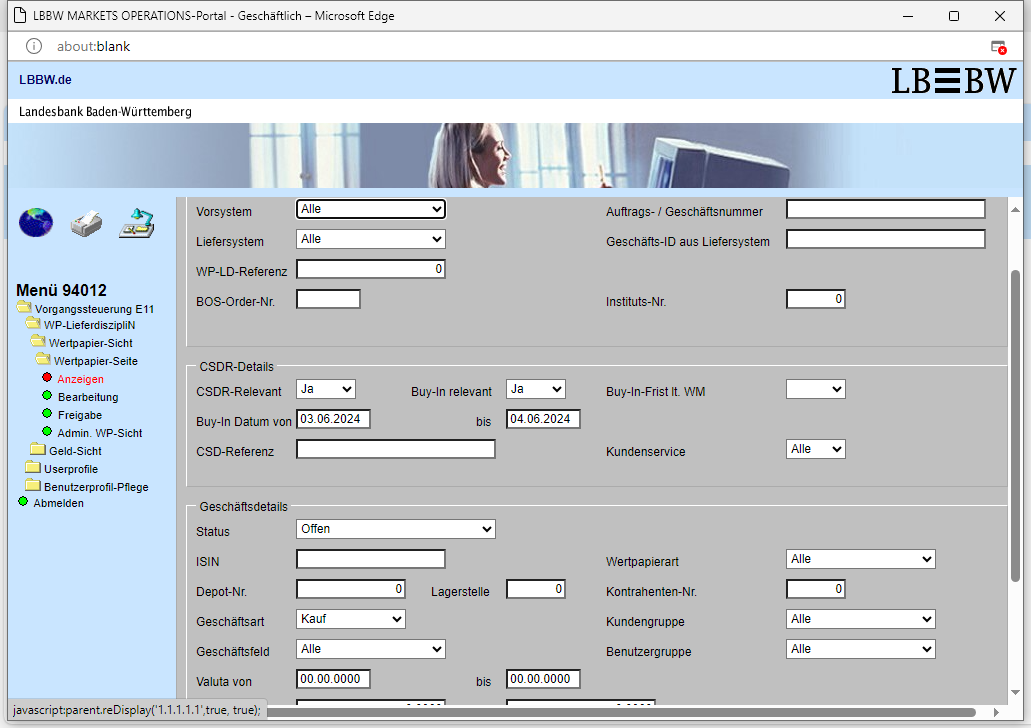 LBBW MARKETS OPERATIONS-Portal - Geschäftlich – Microsoft Edge
about:blank
LBBW.de
LB☰BW
Landesbank Baden-Württemberg
Menü 94012
Vorgangssteuerung E11
WP-LieferdiszipliN
Wertpapier-Sicht
Wertpapier-Seite
Anzeigen
Bearbeitung
Freigabe
Admin. WP-Sicht
Geld-Sicht
Userprofile
Benutzerprofil-Pflege
Abmelden
Vorsystem Alle Auftrags- / Geschäftsnummer
Liefersystem Alle Geschäfts-ID aus Liefersystem
WP-LD-Referenz 0
BOS-Order-Nr. Instituts-Nr. 0
CSDR-Details
CSDR-Relevant Ja Buy-In relevant Ja Buy-In-Frist lt. WM
Buy-In Datum von 03.06.2024 bis 04.06.2024
CSD-Referenz Kundenservice Alle
Geschäftsdetails
Status Offen
ISIN Wertpapierart Alle
Depot-Nr. 0 Lagerstelle 0 Kontrahenten-Nr. 0
Geschäftsart Kauf Kundengruppe Alle
Geschäftsfeld Alle Benutzergruppe Alle
Valuta von 00.00.0000 bis 00.00.0000
javascript:parent.reDisplay('1.1.1.1.1',true, true);